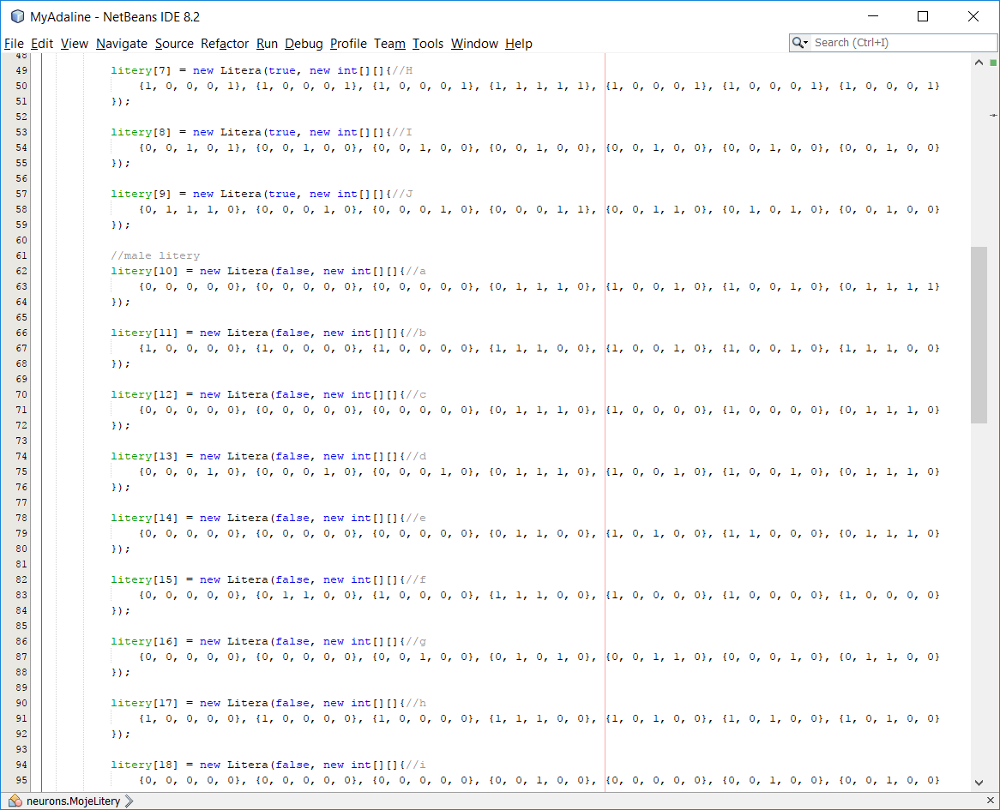 MyAdaline - NetBeans IDE 8.2
File Edit View Navigate Source Refactor Run Debug Profile Team Tools Window Help Search (Ctrl+I)
48
49 litery[7] = new Litera(true, new int[][]{//H
50 {1, 0, 0, 0, 1}, {1, 0, 0, 0, 1}, {1, 0, 0, 0, 1}, {1, 1, 1, 1, 1}, {1, 0, 0, 0, 1}, {1, 0, 0, 0, 1}, {1, 0, 0, 0, 1}
51 });
52
53 litery[8] = new Litera(true, new int[][]{//I
54 {0, 0, 1, 0, 1}, {0, 0, 1, 0, 0}, {0, 0, 1, 0, 0}, {0, 0, 1, 0, 0}, {0, 0, 1, 0, 0}, {0, 0, 1, 0, 0}, {0, 0, 1, 0, 0}
55 });
56
57 litery[9] = new Litera(true, new int[][]{//J
58 {0, 1, 1, 1, 0}, {0, 0, 0, 1, 0}, {0, 0, 0, 1, 0}, {0, 0, 0, 1, 1}, {0, 0, 1, 1, 0}, {0, 1, 0, 1, 0}, {0, 0, 1, 0, 0}
59 });
60
61 //male litery
62 litery[10] = new Litera(false, new int[][]{//a
63 {0, 0, 0, 0, 0}, {0, 0, 0, 0, 0}, {0, 0, 0, 0, 0}, {0, 1, 1, 1, 0}, {1, 0, 0, 1, 0}, {1, 0, 0, 1, 0}, {0, 1, 1, 1, 1}
64 });
65
66 litery[11] = new Litera(false, new int[][]{//b
67 {1, 0, 0, 0, 0}, {1, 0, 0, 0, 0}, {1, 0, 0, 0, 0}, {1, 1, 1, 0, 0}, {1, 0, 0, 1, 0}, {1, 0, 0, 1, 0}, {1, 1, 1, 0, 0}
68 });
69
70 litery[12] = new Litera(false, new int[][]{//c
71 {0, 0, 0, 0, 0}, {0, 0, 0, 0, 0}, {0, 0, 0, 0, 0}, {0, 1, 1, 1, 0}, {1, 0, 0, 0, 0}, {1, 0, 0, 0, 0}, {0, 1, 1, 1, 0}
72 });
73
74 litery[13] = new Litera(false, new int[][]{//d
75 {0, 0, 0, 1, 0}, {0, 0, 0, 1, 0}, {0, 0, 0, 1, 0}, {0, 1, 1, 1, 0}, {1, 0, 0, 1, 0}, {1, 0, 0, 1, 0}, {0, 1, 1, 1, 0}
76 });
77
78 litery[14] = new Litera(false, new int[][]{//e
79 {0, 0, 0, 0, 0}, {0, 0, 0, 0, 0}, {0, 0, 0, 0, 0}, {0, 1, 1, 0, 0}, {1, 0, 1, 0, 0}, {1, 1, 0, 0, 0}, {0, 1, 1, 1, 0}
80 });
81
82 litery[15] = new Litera(false, new int[][]{//f
83 {0, 0, 0, 0, 0}, {0, 1, 1, 0, 0}, {1, 0, 0, 0, 0}, {1, 1, 1, 0, 0}, {1, 0, 0, 0, 0}, {1, 0, 0, 0, 0}, {1, 0, 0, 0, 0}
84 });
85
86 litery[16] = new Litera(false, new int[][]{//g
87 {0, 0, 0, 0, 0}, {0, 0, 0, 0, 0}, {0, 0, 1, 0, 0}, {0, 1, 0, 1, 0}, {0, 0, 1, 1, 0}, {0, 0, 0, 1, 0}, {0, 1, 1, 0, 0}
88 });
89
90 litery[17] = new Litera(false, new int[][]{//h
91 {1, 0, 0, 0, 0}, {1, 0, 0, 0, 0}, {1, 0, 0, 0, 0}, {1, 1, 1, 0, 0}, {1, 0, 1, 0, 0}, {1, 0, 1, 0, 0}, {1, 0, 1, 0, 0}
92 });
93
94 litery[18] = new Litera(false, new int[][]{//i
95 {0, 0, 0, 0, 0}, {0, 0, 0, 0, 0}, {0, 0, 0, 0, 0}, {0, 0, 1, 0, 0}, {0, 0, 0, 0, 0}, {0, 0, 1, 0, 0}, {0, 0, 1, 0, 0}
neurons.MojeLitery